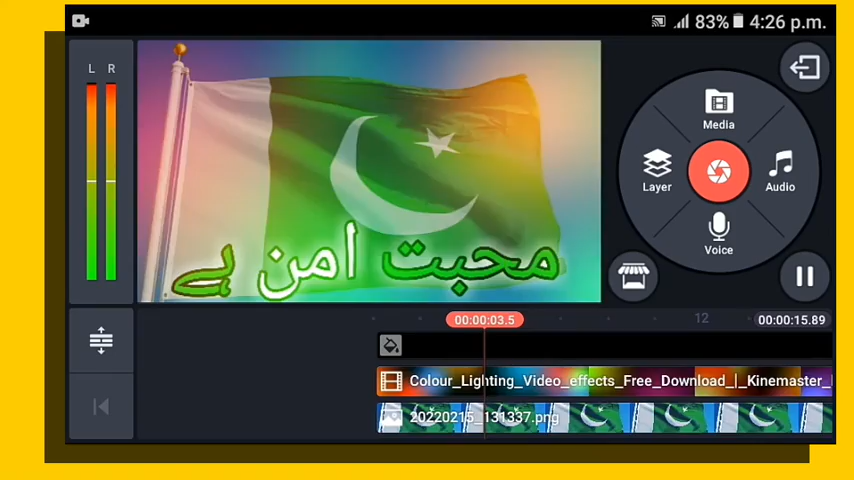 83% 4:26 p.m.
L R
Media
Layer
Audio
Voice
محبت امن ہے
00:00:03.5
12
00:00:15.89
Colour_Lighting_Video_effects_Free_Download_|_Kinemaster_|
20220215_131337.png